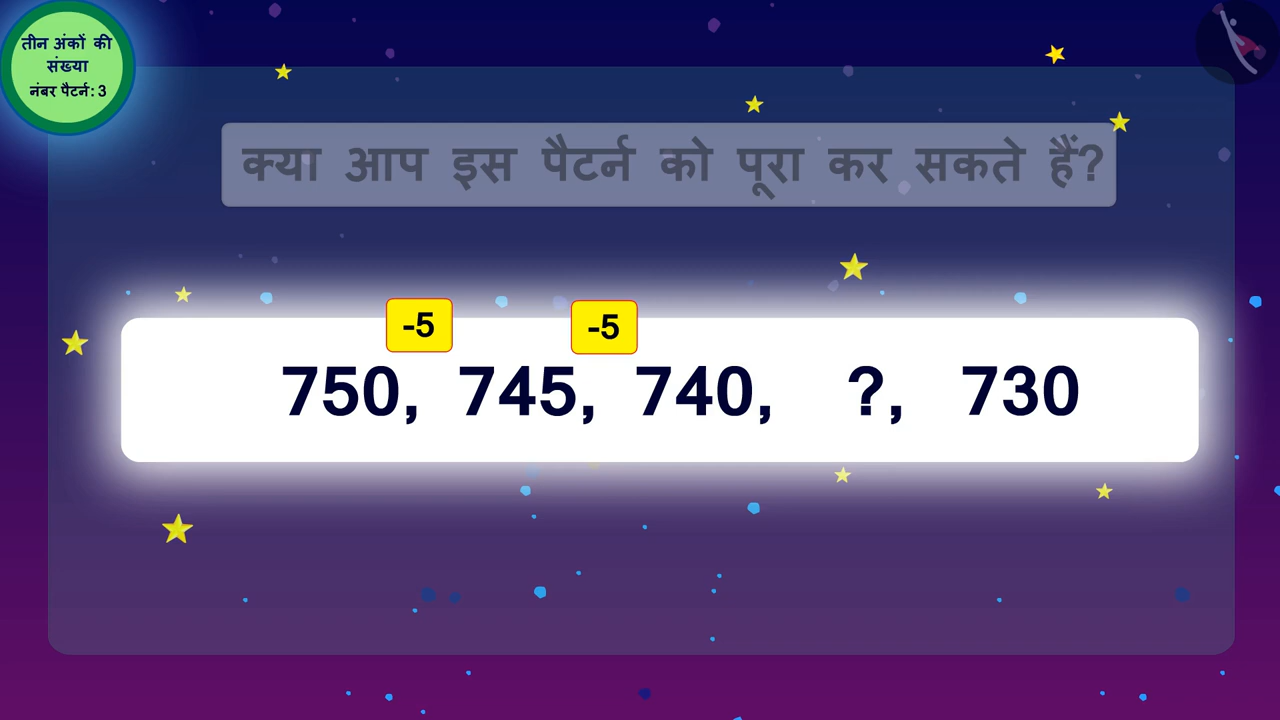 तीन अंकों की
संख्या
नंबर पैटर्न: 3
क्या आप इस पैटर्न को पूरा कर सकते हैं?
-5 -5
750, 745, 740, ?, 730